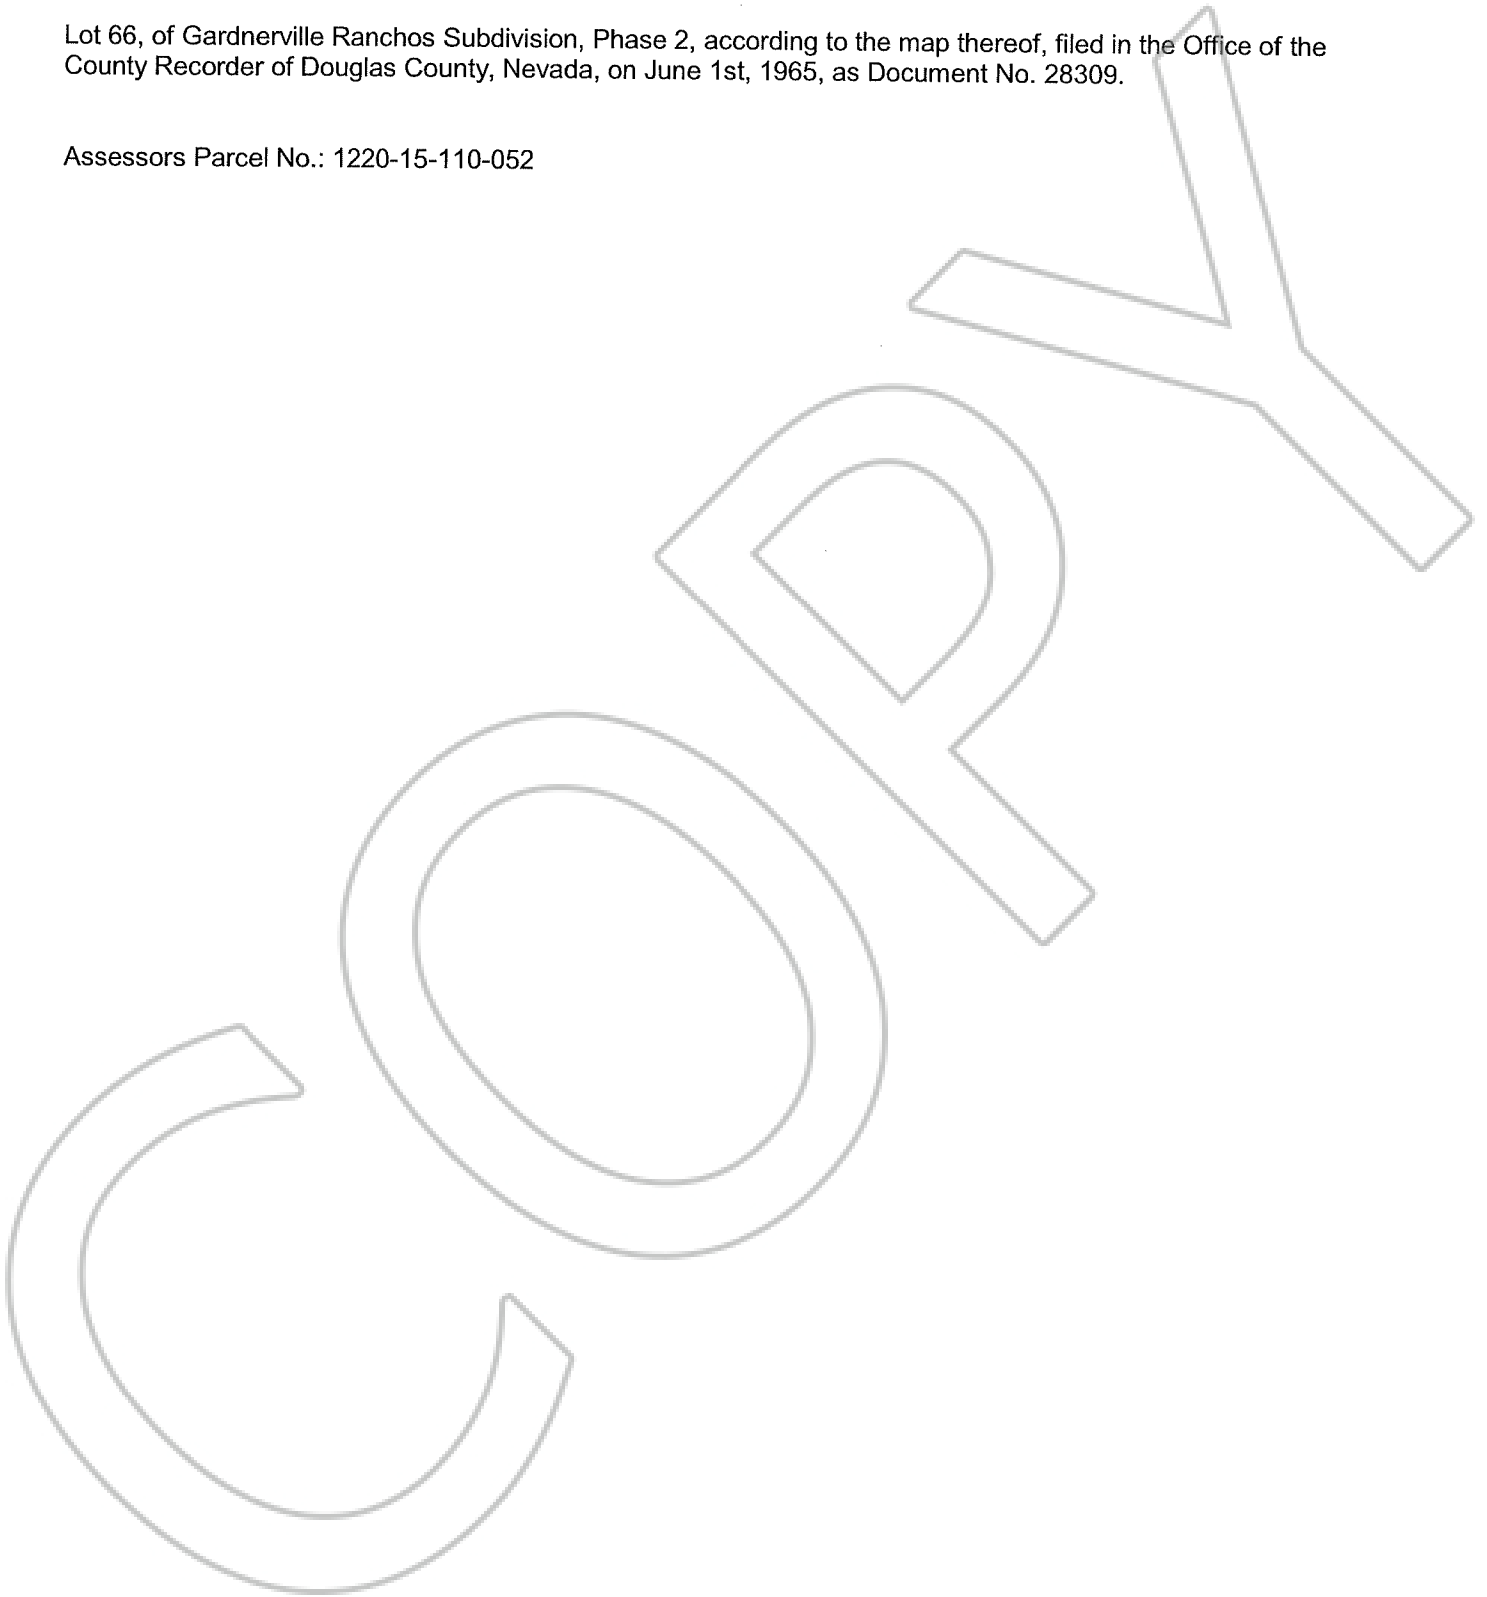 Lot 66, of Gardnerville Ranchos Subdivision, Phase 2, according to the map thereof, filed in the Office of the
County Recorder of Douglas County, Nevada, on June 1st, 1965, as Document No. 28309.
Assessors Parcel No.: 1220-15-110-052
COPY